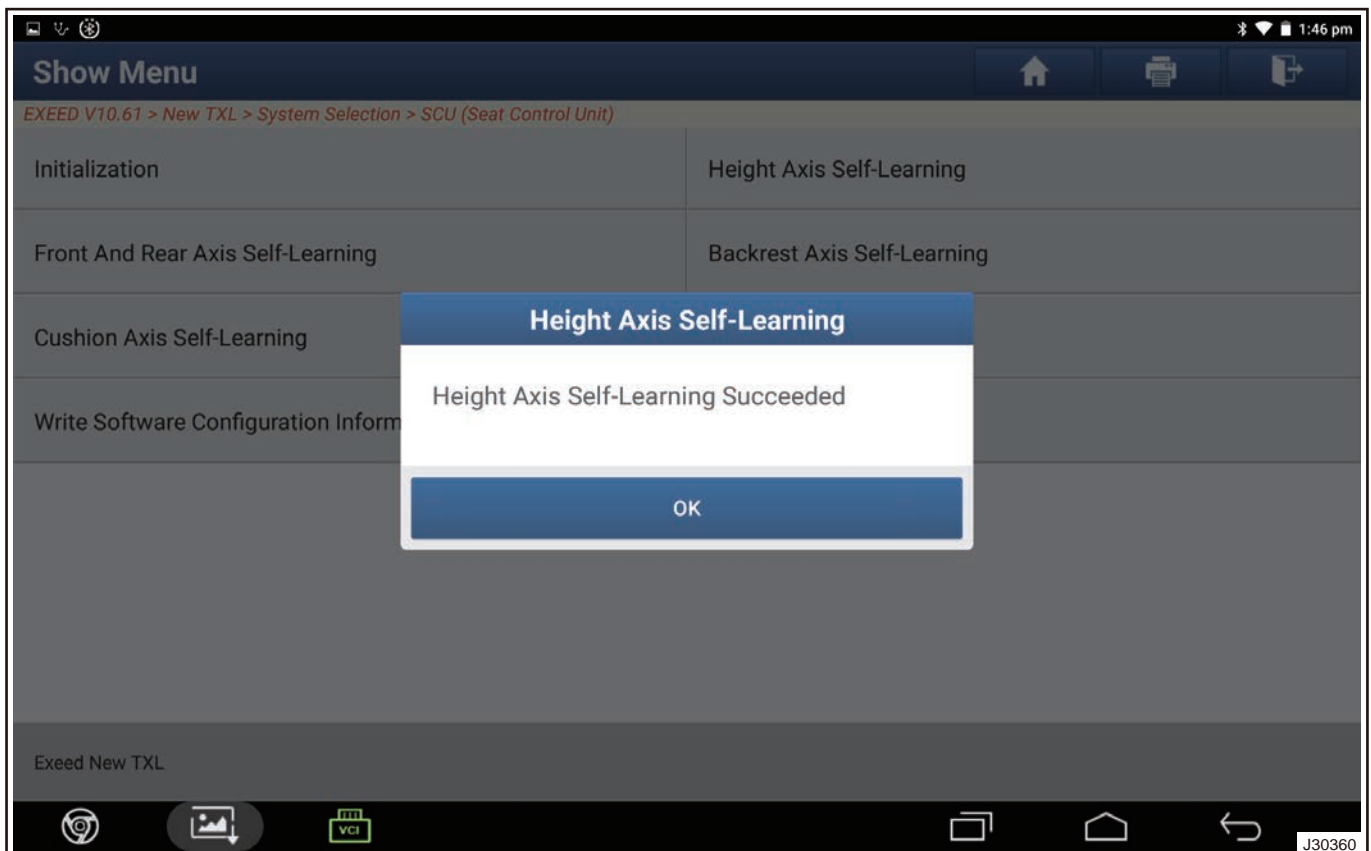 1:46 pm
Show Menu
EXEED V10.61 > New TXL > System Selection > SCU (Seat Control Unit)
Initialization
Height Axis Self-Learning
Front And Rear Axis Self-Learning
Backrest Axis Self-Learning
Cushion Axis Self-Learning
Write Software Configuration
Height Axis Self-Learning
Height Axis Self-Learning Succeeded
OK
Exeed New TXL
VCI
J30360